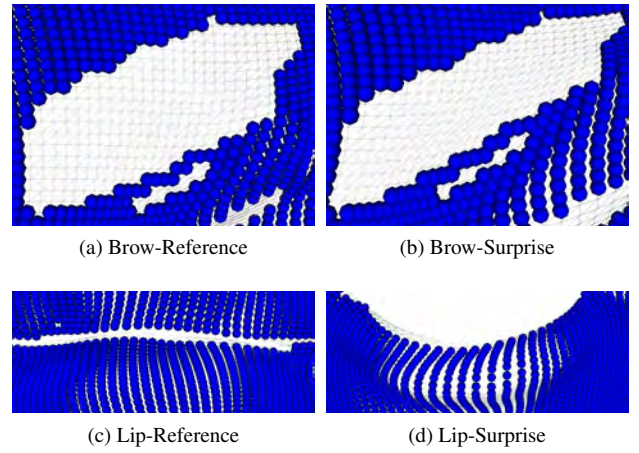 (a) Brow-Reference
(b) Brow-Surprise
(c) Lip-Reference
(d) Lip-Surprise